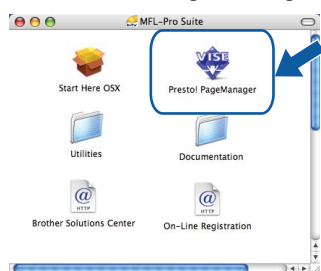 MFL-Pro Suite
VISE
Start Here OSX
Presto! PageManager
Utilities
Documentation
@
HTTP
@
HTTP
Brother Solutions Center
On-Line Registration